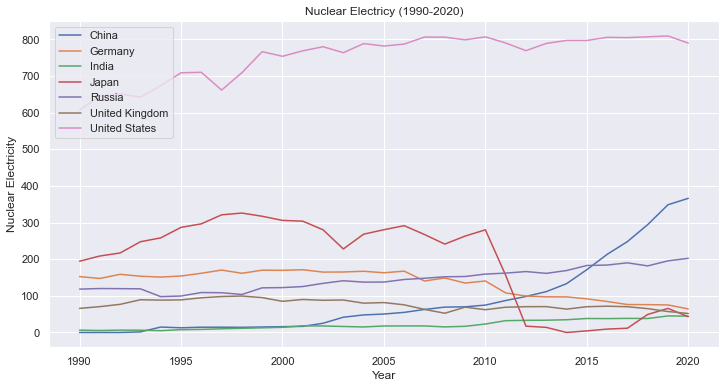 Nuclear Electricy (1990-2020)
China
Germany
India
Japan
Russia
United Kingdom
United States
800
700
600
500
400
300
200
100
0
Nuclear Electricity
1990 1995 2000 2005 2010 2015 2020
Year